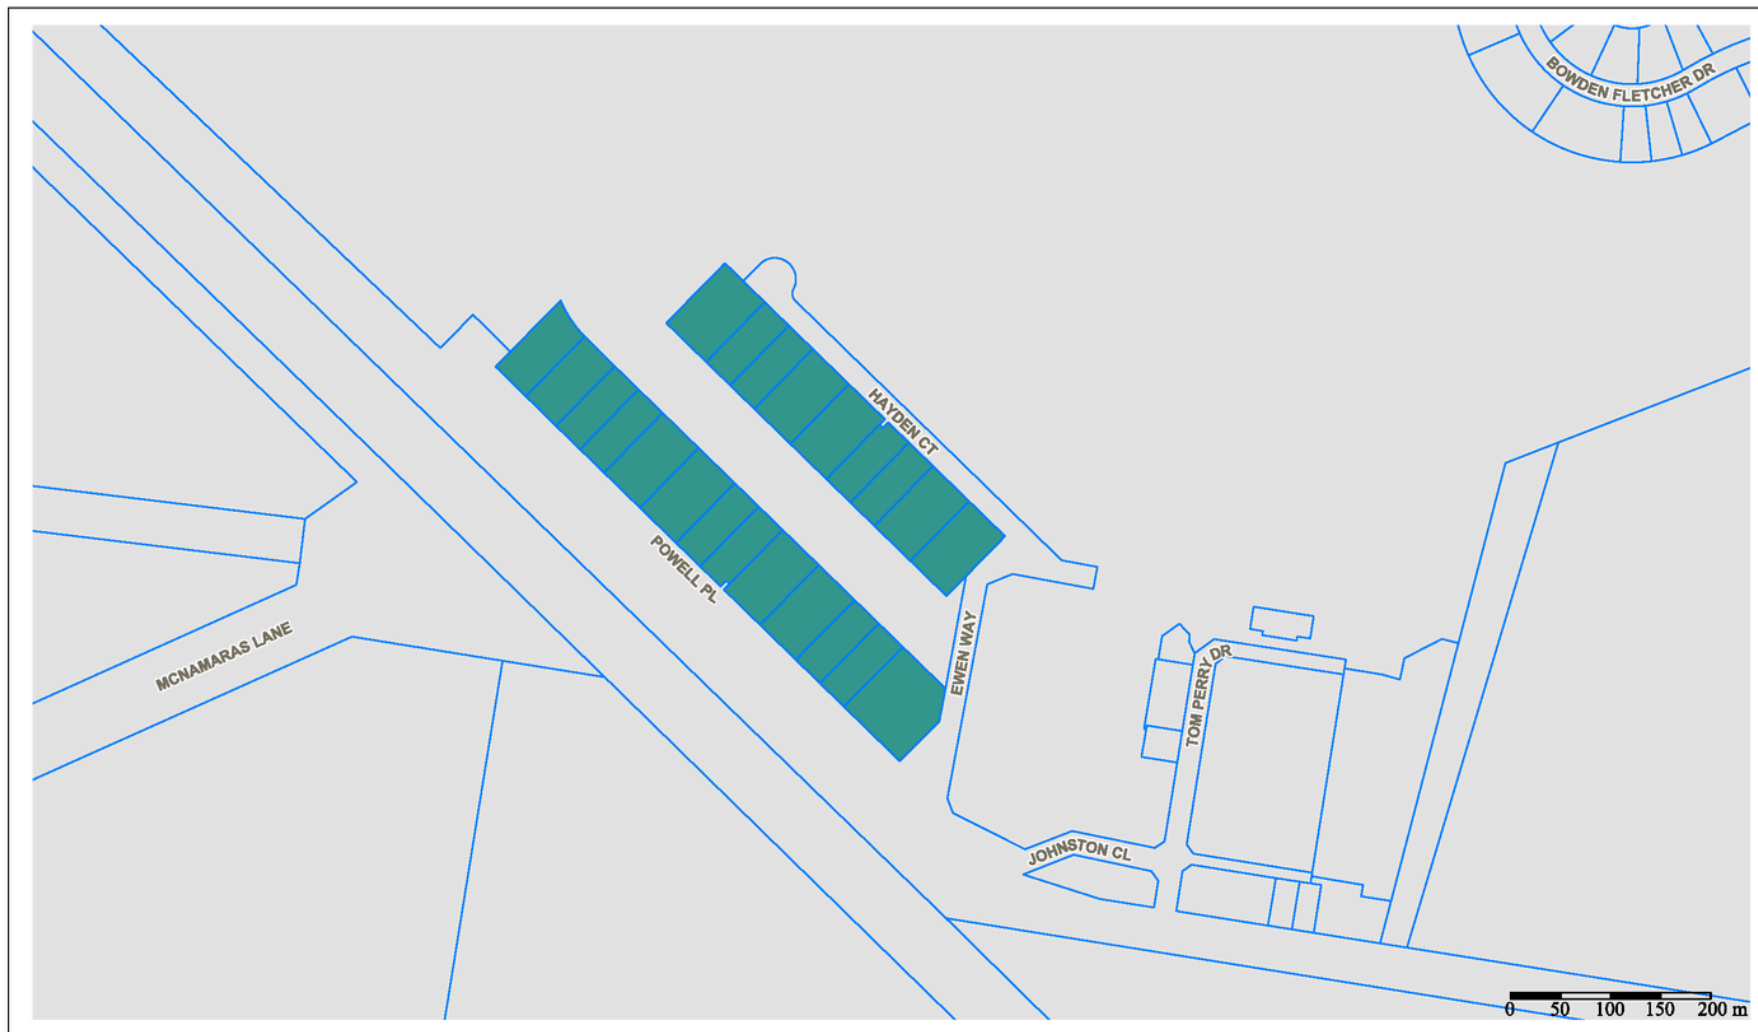 BOWDEN FLETCHER DR
HAYDEN CT
POWELL PL
EWEN WAY
MCNAMARAS LANE
TOM PERRY DR
JOHNSTON CL
0 50 100 150 200 m